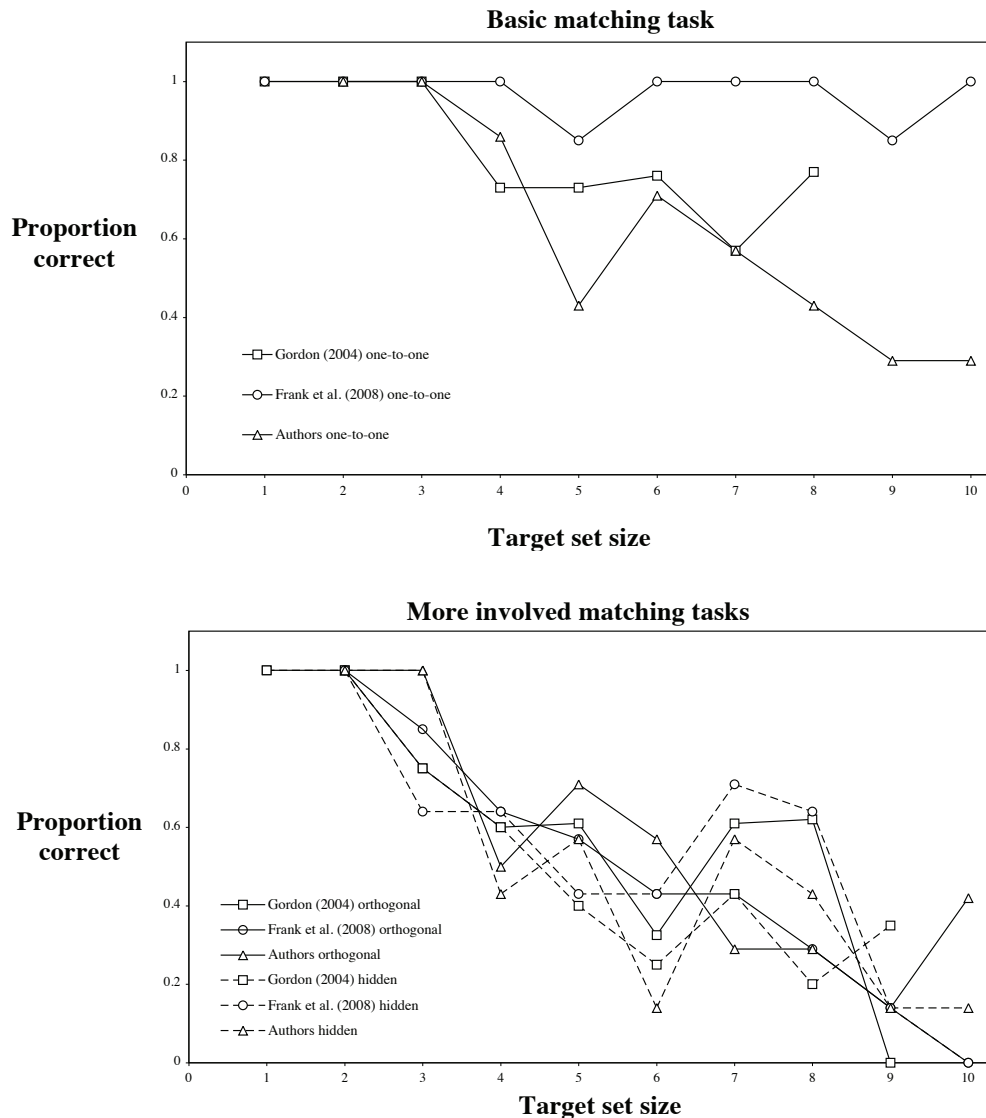 Basic matching task
1
0.8
0.6
0.4
0.2
0
Proportion
correct
Gordon (2004) one-to-one
Frank et al. (2008) one-to-one
Authors one-to-one
0 1 2 3 4 5 6 7 8 9 10
Target set size
More involved matching tasks
1
0.8
0.6
0.4
0.2
0
Proportion
correct
Gordon (2004) orthogonal
Frank et al. (2008) orthogonal
Authors orthogonal
Gordon (2004) hidden
Frank et al. (2008) hidden
Authors hidden
0 1 2 3 4 5 6 7 8 9 10
Target set size